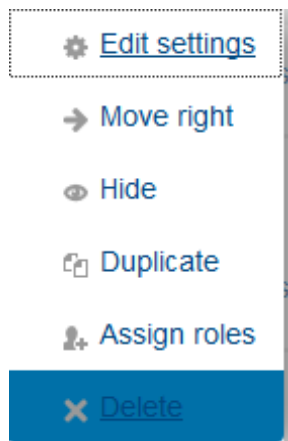 Edit settings
Move right
Hide
Duplicate
Assign roles
Delete